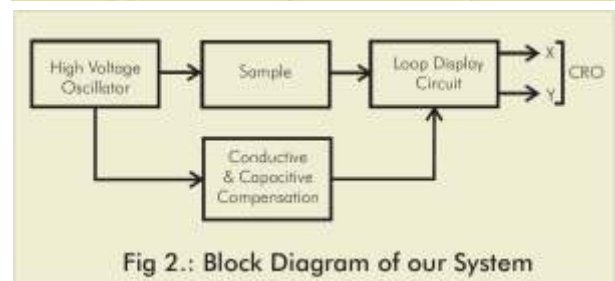 High Voltage
Oscillator
Sample
Loop Display
Circuit
X
Y
CRO
Conductive
& Capacitive
Compensation
Fig 2.: Block Diagram of our System